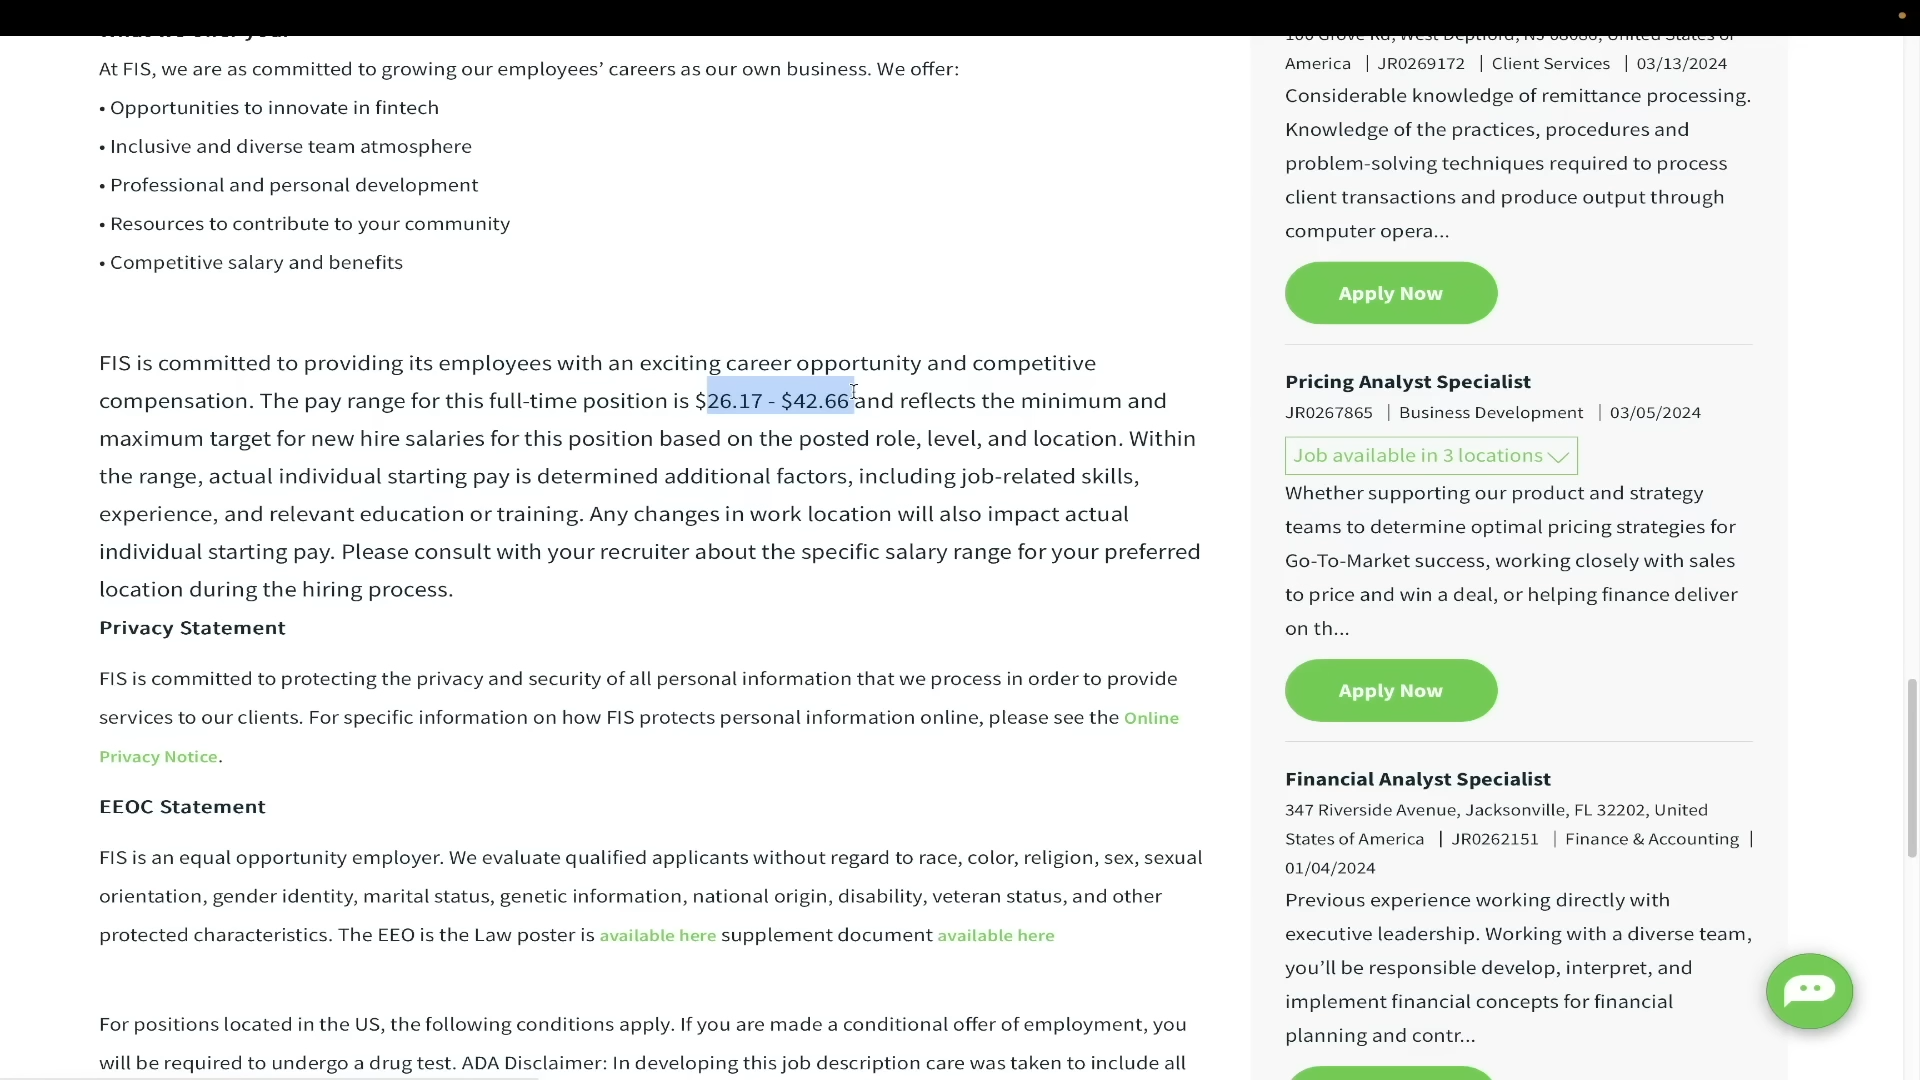 At FIS, we are as committed to growing our employees’ careers as our own business. We offer:
• Opportunities to innovate in fintech
• Inclusive and diverse team atmosphere
• Professional and personal development
• Resources to contribute to your community
• Competitive salary and benefits
FIS is committed to providing its employees with an exciting career opportunity and competitive
compensation. The pay range for this full-time position is $26.17 - $42.66 and reflects the minimum and
maximum target for new hire salaries for this position based on the posted role, level, and location. Within
the range, actual individual starting pay is determined additional factors, including job-related skills,
experience, and relevant education or training. Any changes in work location will also impact actual
individual starting pay. Please consult with your recruiter about the specific salary range for your preferred
location during the hiring process.
Privacy Statement
FIS is committed to protecting the privacy and security of all personal information that we process in order to provide
services to our clients. For specific information on how FIS protects personal information online, please see the Online
Privacy Notice.
EEOC Statement
FIS is an equal opportunity employer. We evaluate qualified applicants without regard to race, color, religion, sex, sexual
orientation, gender identity, marital status, genetic information, national origin, disability, veteran status, and other
protected characteristics. The EEO is the Law poster is available here supplement document available here
For positions located in the US, the following conditions apply. If you are made a conditional offer of employment, you
will be required to undergo a drug test. ADA Disclaimer: In developing this job description care was taken to include all
100 Grove Rd, West Deptford, NJ 08086, United States of
America | JR0269172 | Client Services | 03/13/2024
Considerable knowledge of remittance processing.
Knowledge of the practices, procedures and
problem-solving techniques required to process
client transactions and produce output through
computer opera...
Apply Now
Pricing Analyst Specialist
JR0267865 | Business Development | 03/05/2024
Job available in 3 locations
Whether supporting our product and strategy
teams to determine optimal pricing strategies for
Go-To-Market success, working closely with sales
to price and win a deal, or helping finance deliver
on th...
Apply Now
Financial Analyst Specialist
347 Riverside Avenue, Jacksonville, FL 32202, United
States of America | JR0262151 | Finance & Accounting |
01/04/2024
Previous experience working directly with
executive leadership. Working with a diverse team,
you’ll be responsible develop, interpret, and
implement financial concepts for financial
planning and contr...